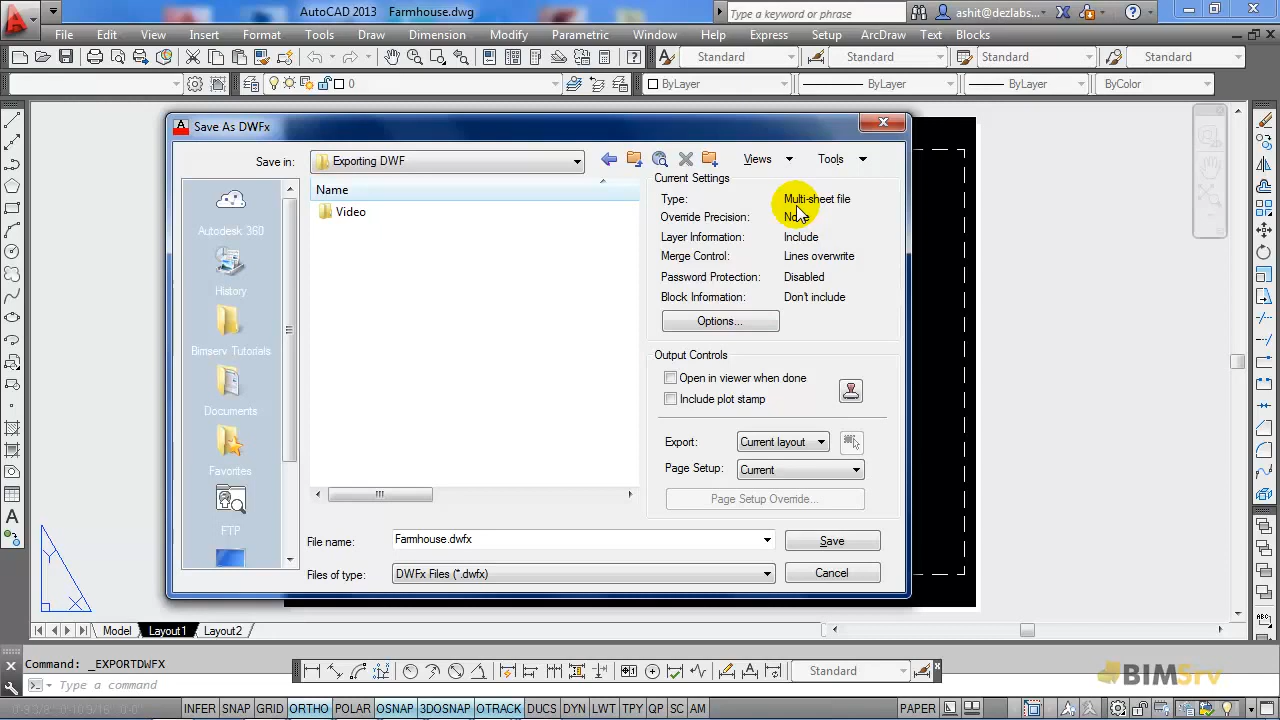 AutoCAD 2013 Farmhouse.dwg
Type a keyword or phrase
ashit@dezlabs...
File Edit View Insert Format Tools Draw Dimension Modify Parametric Window Help Express Setup ArcDraw Text Blocks
Standard Standard Standard Standard
0 ByLayer ByLayer ByLayer ByColor
Save As DWFx
Save in: Exporting DWF Views Tools
Name
Video
Autodesk 360
History
Bimserv Tutorials
Documents
Favorites
FTP
Current Settings
Type: Multi-sheet file
Override Precision: None
Layer Information: Include
Merge Control: Lines overwrite
Password Protection: Disabled
Block Information: Don't include
Options...
Output Controls
Open in viewer when done
Include plot stamp
Export: Current layout
Page Setup: Current
Page Setup Override...
File name: Farmhouse.dwfx Save
Files of type: DWFx Files (*.dwfx) Cancel
Y
X
Model Layout1 Layout2
Command: _EXPORTDWFX
Standard
Type a command
BIMSrv
INFER SNAP GRID ORTHO POLAR OSNAP 3DOSNAP OTRACK DUCS DYN LWT TPY QP SC AM PAPER